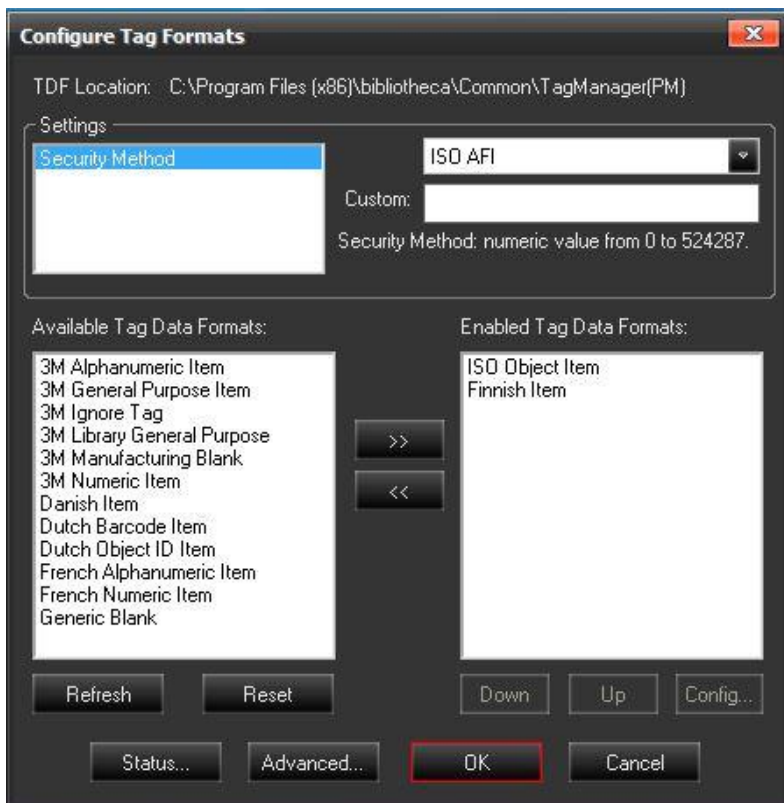 Configure Tag Formats
TDF Location: C:\Program Files (x86)\bibliotheca\Common\TagManager(PM)
Settings
Security Method
ISO AFI
Custom:
Security Method: numeric value from 0 to 524287.
Available Tag Data Formats:
3M Alphanumeric Item
3M General Purpose Item
3M Ignore Tag
3M Library General Purpose
3M Manufacturing Blank
3M Numeric Item
Danish Item
Dutch Barcode Item
Dutch Object ID Item
French Alphanumeric Item
French Numeric Item
Generic Blank
>>
<<
Enabled Tag Data Formats:
ISO Object Item
Finnish Item
Refresh Reset Down Up Config...
Status... Advanced... OK Cancel